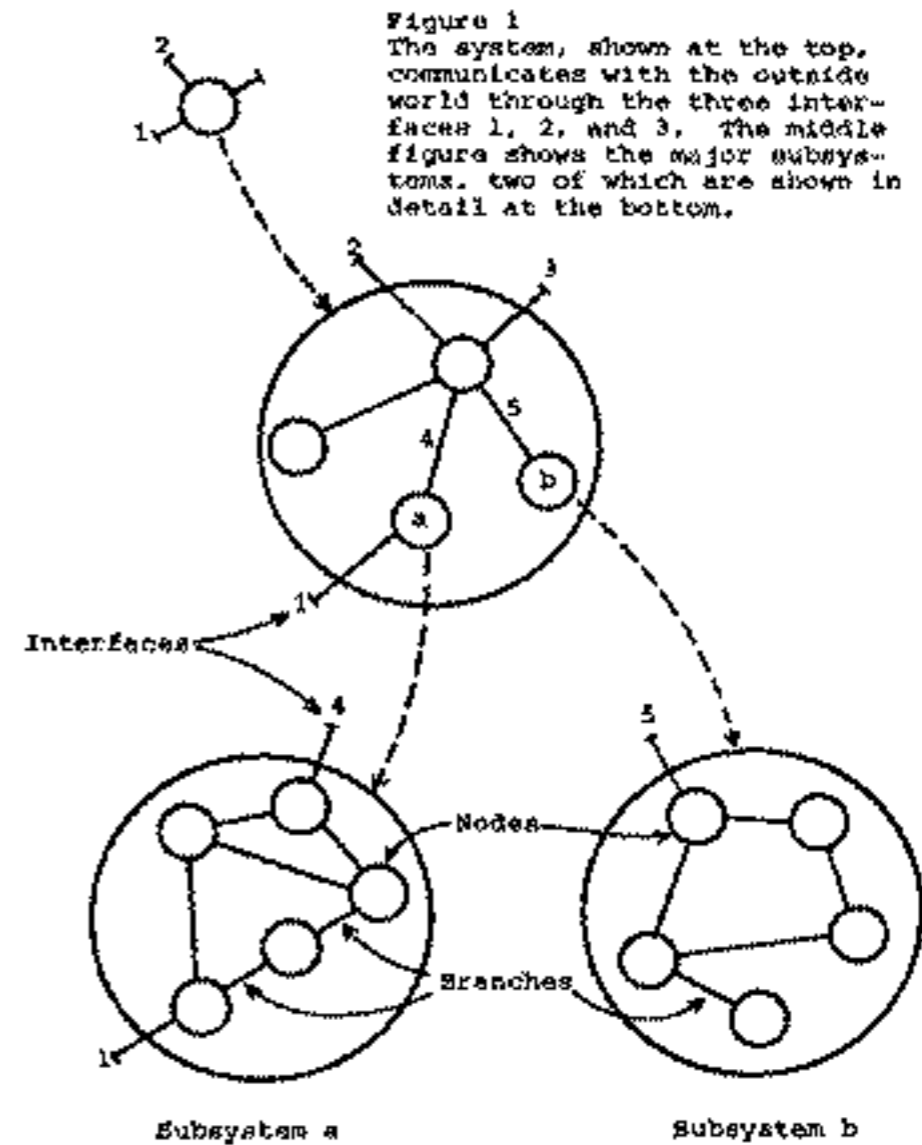 Figure 1
The system, shown at the top,
communicates with the outside
world through the three inter-
faces 1, 2, and 3. The middle
figure shows the major subsys-
tems, two of which are shown in
detail at the bottom.
2
1
2
3
5
4
b
a
1
Interfaces
4
5
Nodes
Branches
1
Subsystem a
Subsystem b